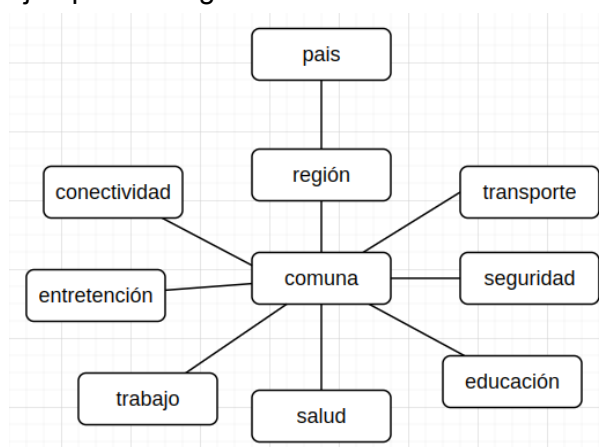 pais
región
conectividad
transporte
comuna
seguridad
entretención
educación
trabajo
salud